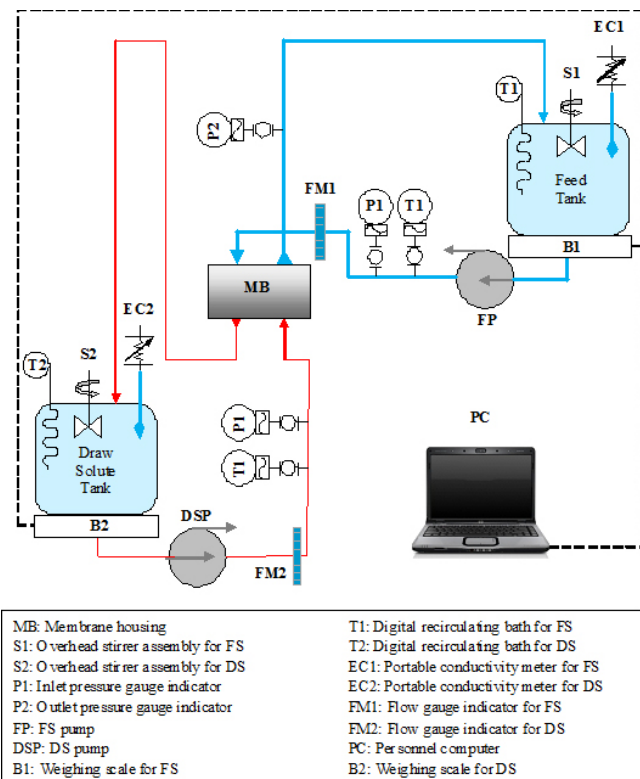 EC1
S1
T1
P2
Feed
Tank
FM1
P1
T1
B1
MB
FP
EC2
S2
T2
P1
PC
Draw
Solute
Tank
T1
DSP
B2
FM2
MB: Membrane housing
S1: Overhead stirrer assembly for FS
S2: Overhead stirrer assembly for DS
P1: Inlet pressure gauge indicator
P2: Outlet pressure gauge indicator
FP: FS pump
DSP: DS pump
B1: Weighing scale for FS
T1: Digital recirculating bath for FS
T2: Digital recirculating bath for DS
EC1: Portable conductivity meter for FS
EC2: Portable conductivity meter for DS
FM1: Flow gauge indicator for FS
FM2: Flow gauge indicator for DS
PC: Personnel computer
B2: Weighing scale for DS